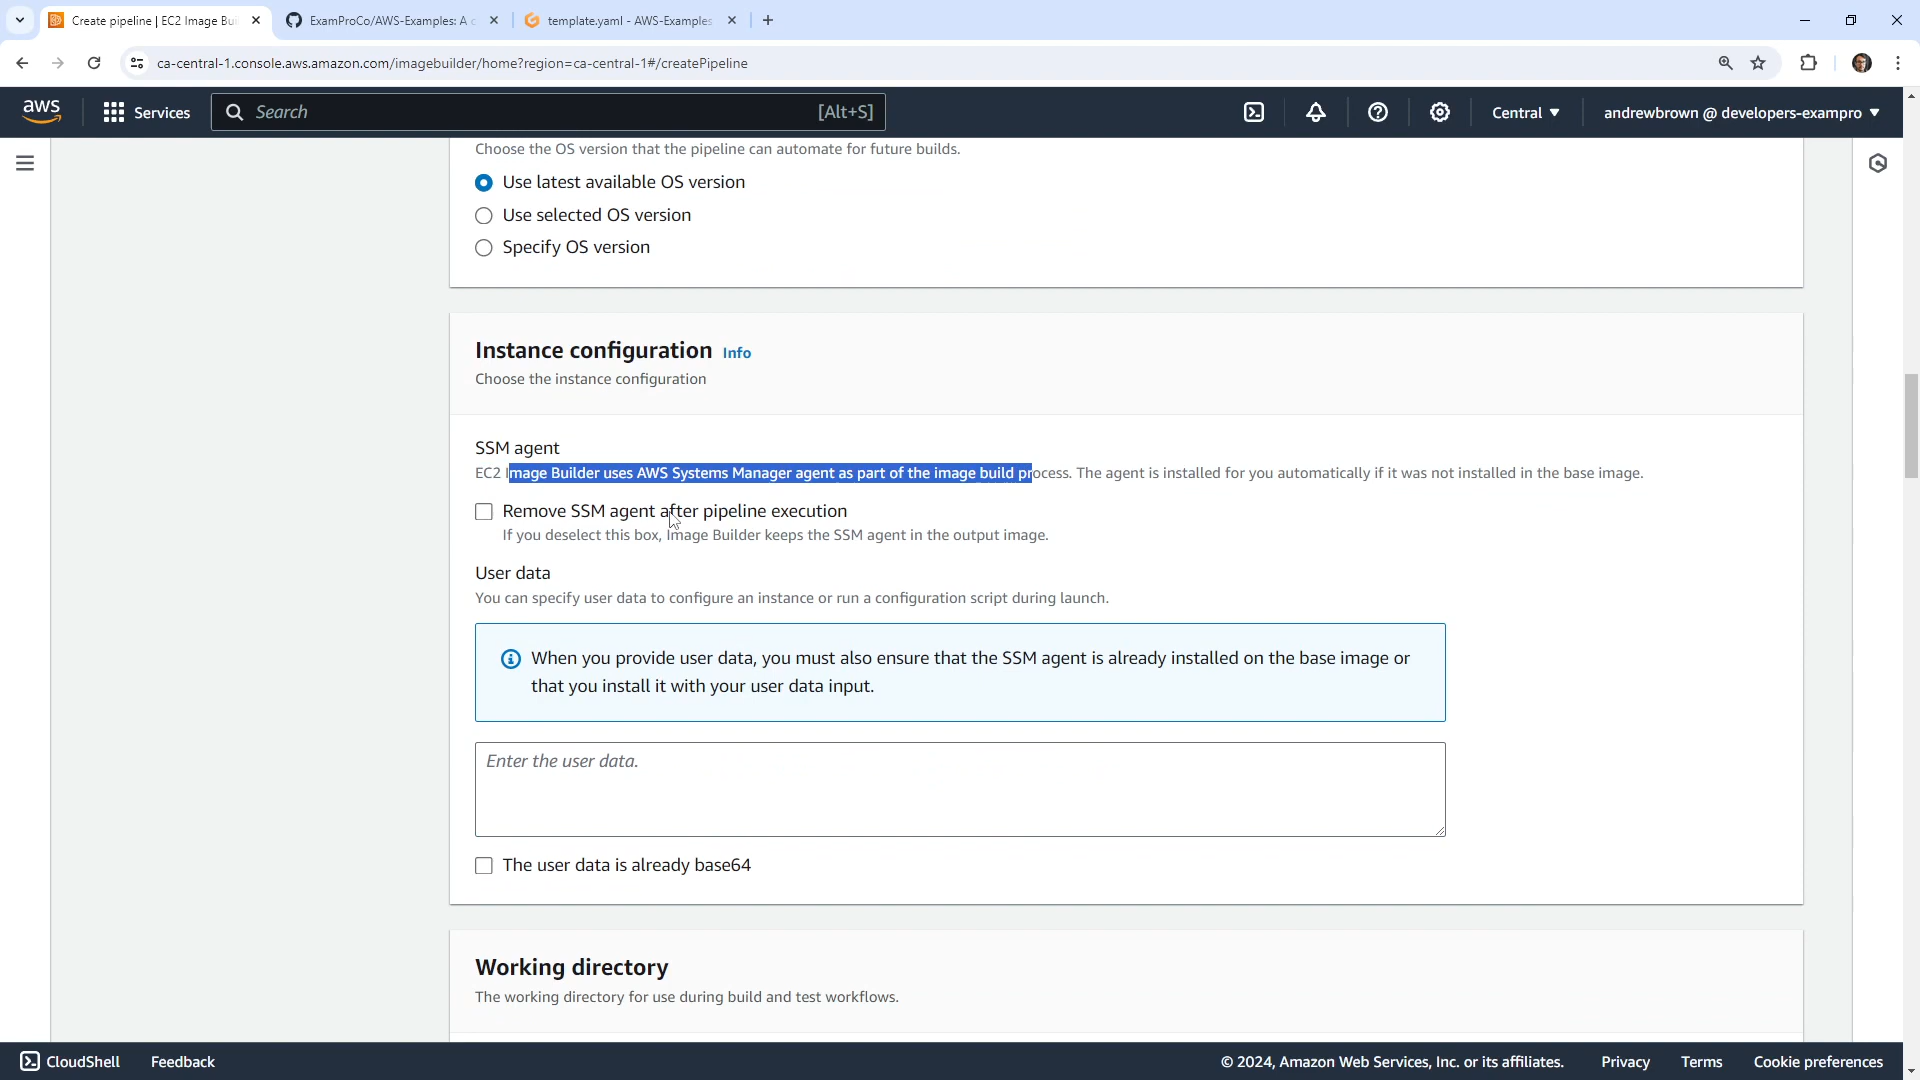 Create pipeline | EC2 Image Bui
ExamProCo/AWS-Examples: A c
template.yaml - AWS-Examples
ca-central-1.console.aws.amazon.com/imagebuilder/home?region=ca-central-1#/createPipeline
aws
Services
Search
[Alt+S]
Central ▼
andrewbrown @ developers-exampro ▼
Choose the OS version that the pipeline can automate for future builds.
Use latest available OS version
Use selected OS version
Specify OS version
Instance configuration Info
Choose the instance configuration
SSM agent
EC2 Image Builder uses AWS Systems Manager agent as part of the image build process. The agent is installed for you automatically if it was not installed in the base image.
Remove SSM agent after pipeline execution
If you deselect this box, Image Builder keeps the SSM agent in the output image.
User data
You can specify user data to configure an instance or run a configuration script during launch.
When you provide user data, you must also ensure that the SSM agent is already installed on the base image or
that you install it with your user data input.
Enter the user data.
The user data is already base64
Working directory
The working directory for use during build and test workflows.
CloudShell
Feedback
© 2024, Amazon Web Services, Inc. or its affiliates.
Privacy
Terms
Cookie preferences